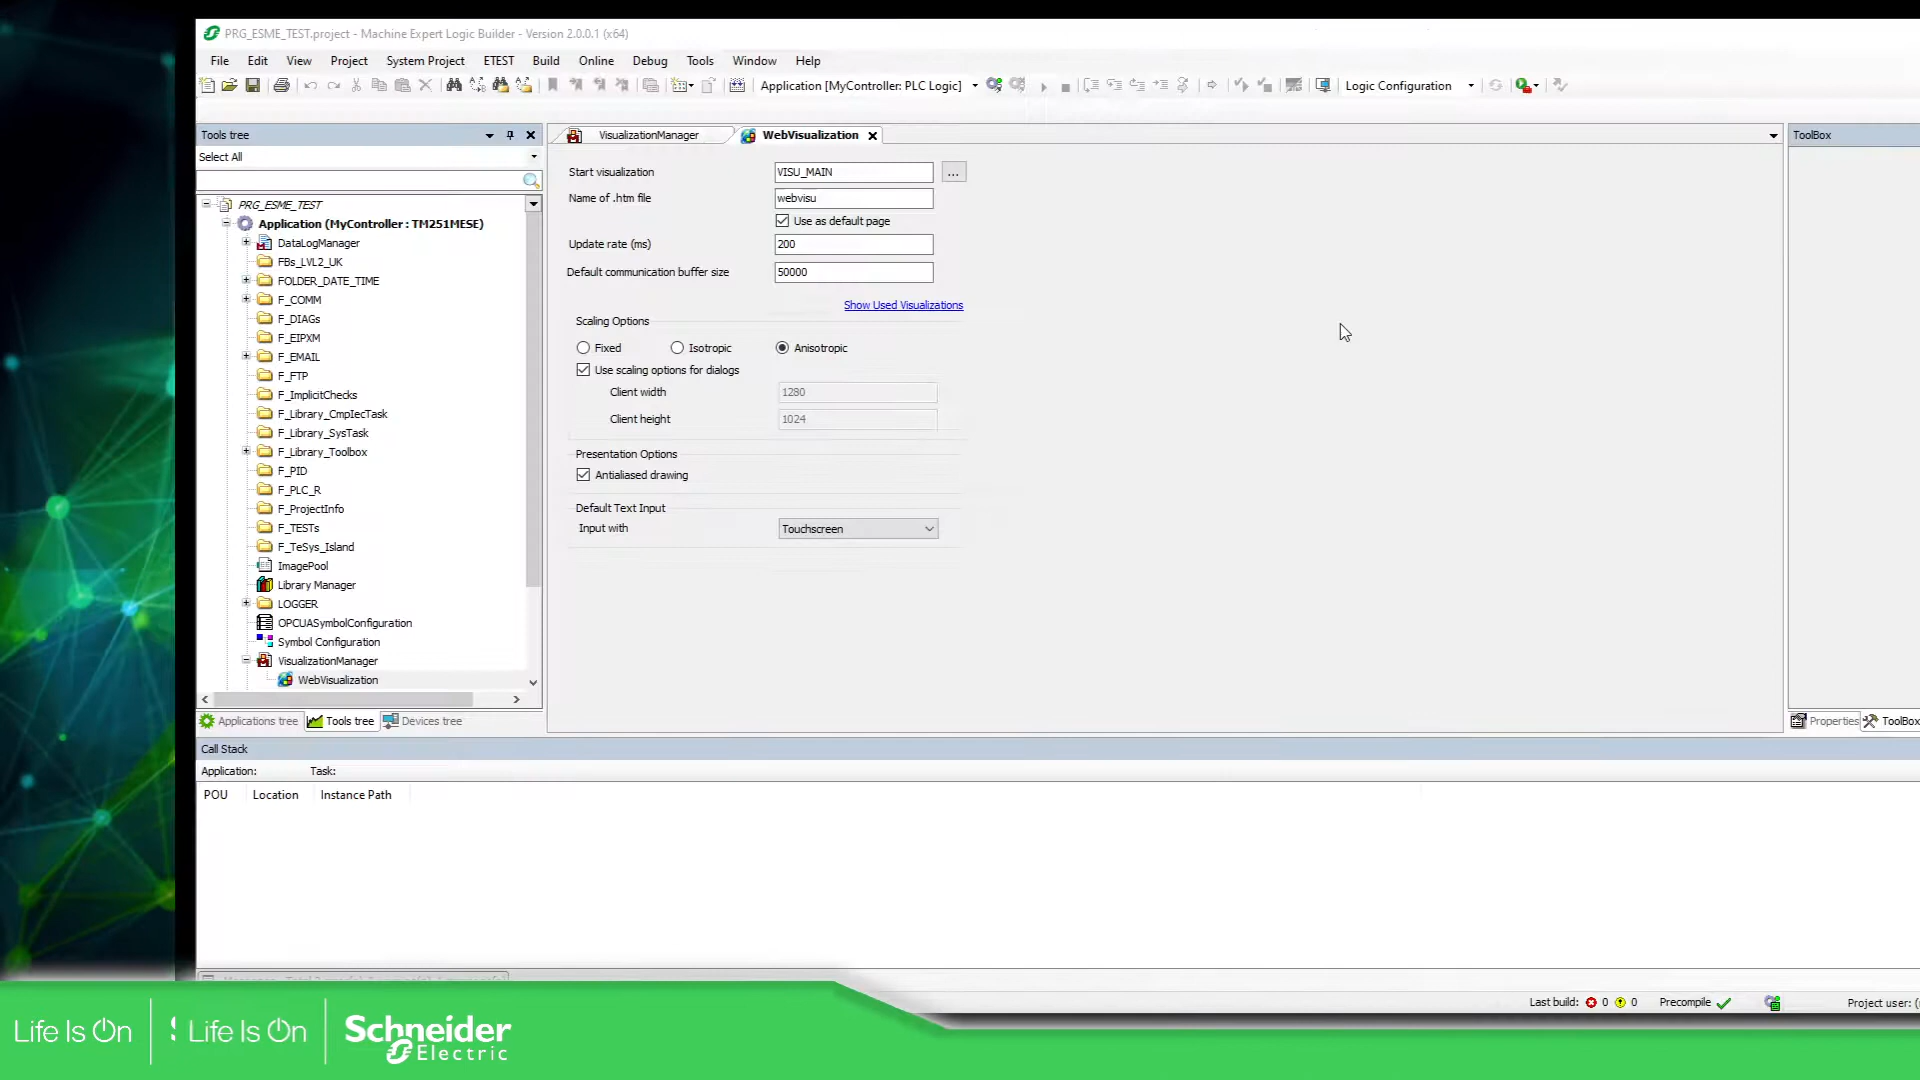 PRG_ESME_TEST.project - Machine Expert Logic Builder - Version 2.0.0.1 (x64)
File Edit View Project System Project ETEST Build Online Debug Tools Window Help
Application [MyController: PLC Logic] Logic Configuration
Tools tree
Select All
PRG_ESME_TEST
Application (MyController : TM251MESE)
DataLogManager
FBs_LVL2_UK
FOLDER_DATE_TIME
F_COMM
F_DIAGs
F_EIPXM
F_EMAIL
F_FTP
F_ImplicitChecks
F_Library_CmpIecTask
F_Library_SysTask
F_Library_Toolbox
F_PID
F_PLC_R
F_ProjectInfo
F_TESTs
F_TeSys_Island
ImagePool
Library Manager
LOGGER
OPCUASymbolConfiguration
Symbol Configuration
VisualizationManager
WebVisualization
Applications tree Tools tree Devices tree
VisualizationManager WebVisualization
Start visualization VISU_MAIN ...
Name of .htm file webvisu
Use as default page
Update rate (ms) 200
Default communication buffer size 50000
Show Used Visualizations
Scaling Options
Fixed Isotropic Anisotropic
Use scaling options for dialogs
Client width 1280
Client height 1024
Presentation Options
Antialiased drawing
Default Text Input
Input with Touchscreen
ToolBox
Properties ToolBox
Call Stack
Application: Task:
POU Location Instance Path
Last build: 0 0 Precompile Project user: (
Life Is On Life Is On Schneider
Electric